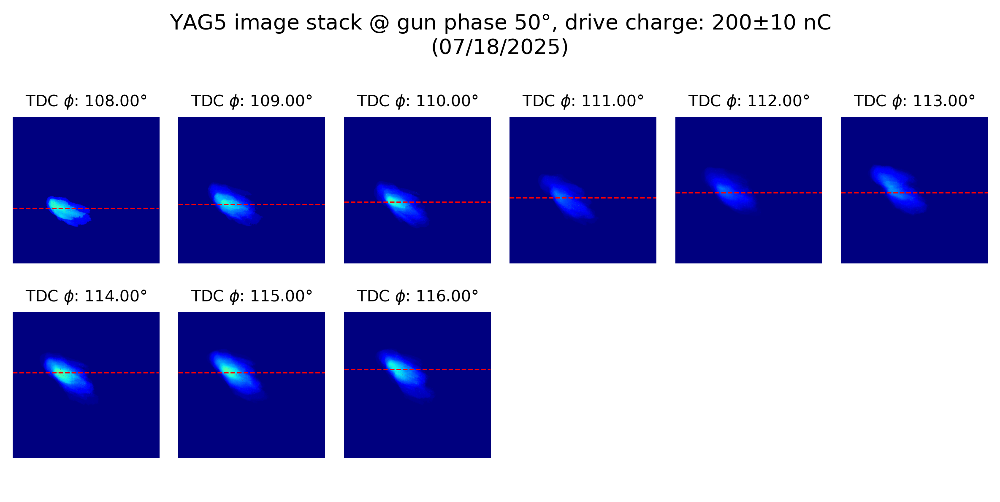 YAG5 image stack @ gun phase 50°, drive charge: 200±10 nC
(07/18/2025)
TDC ϕ: 108.00°
TDC ϕ: 109.00°
TDC ϕ: 110.00°
TDC ϕ: 111.00°
TDC ϕ: 112.00°
TDC ϕ: 113.00°
TDC ϕ: 114.00°
TDC ϕ: 115.00°
TDC ϕ: 116.00°